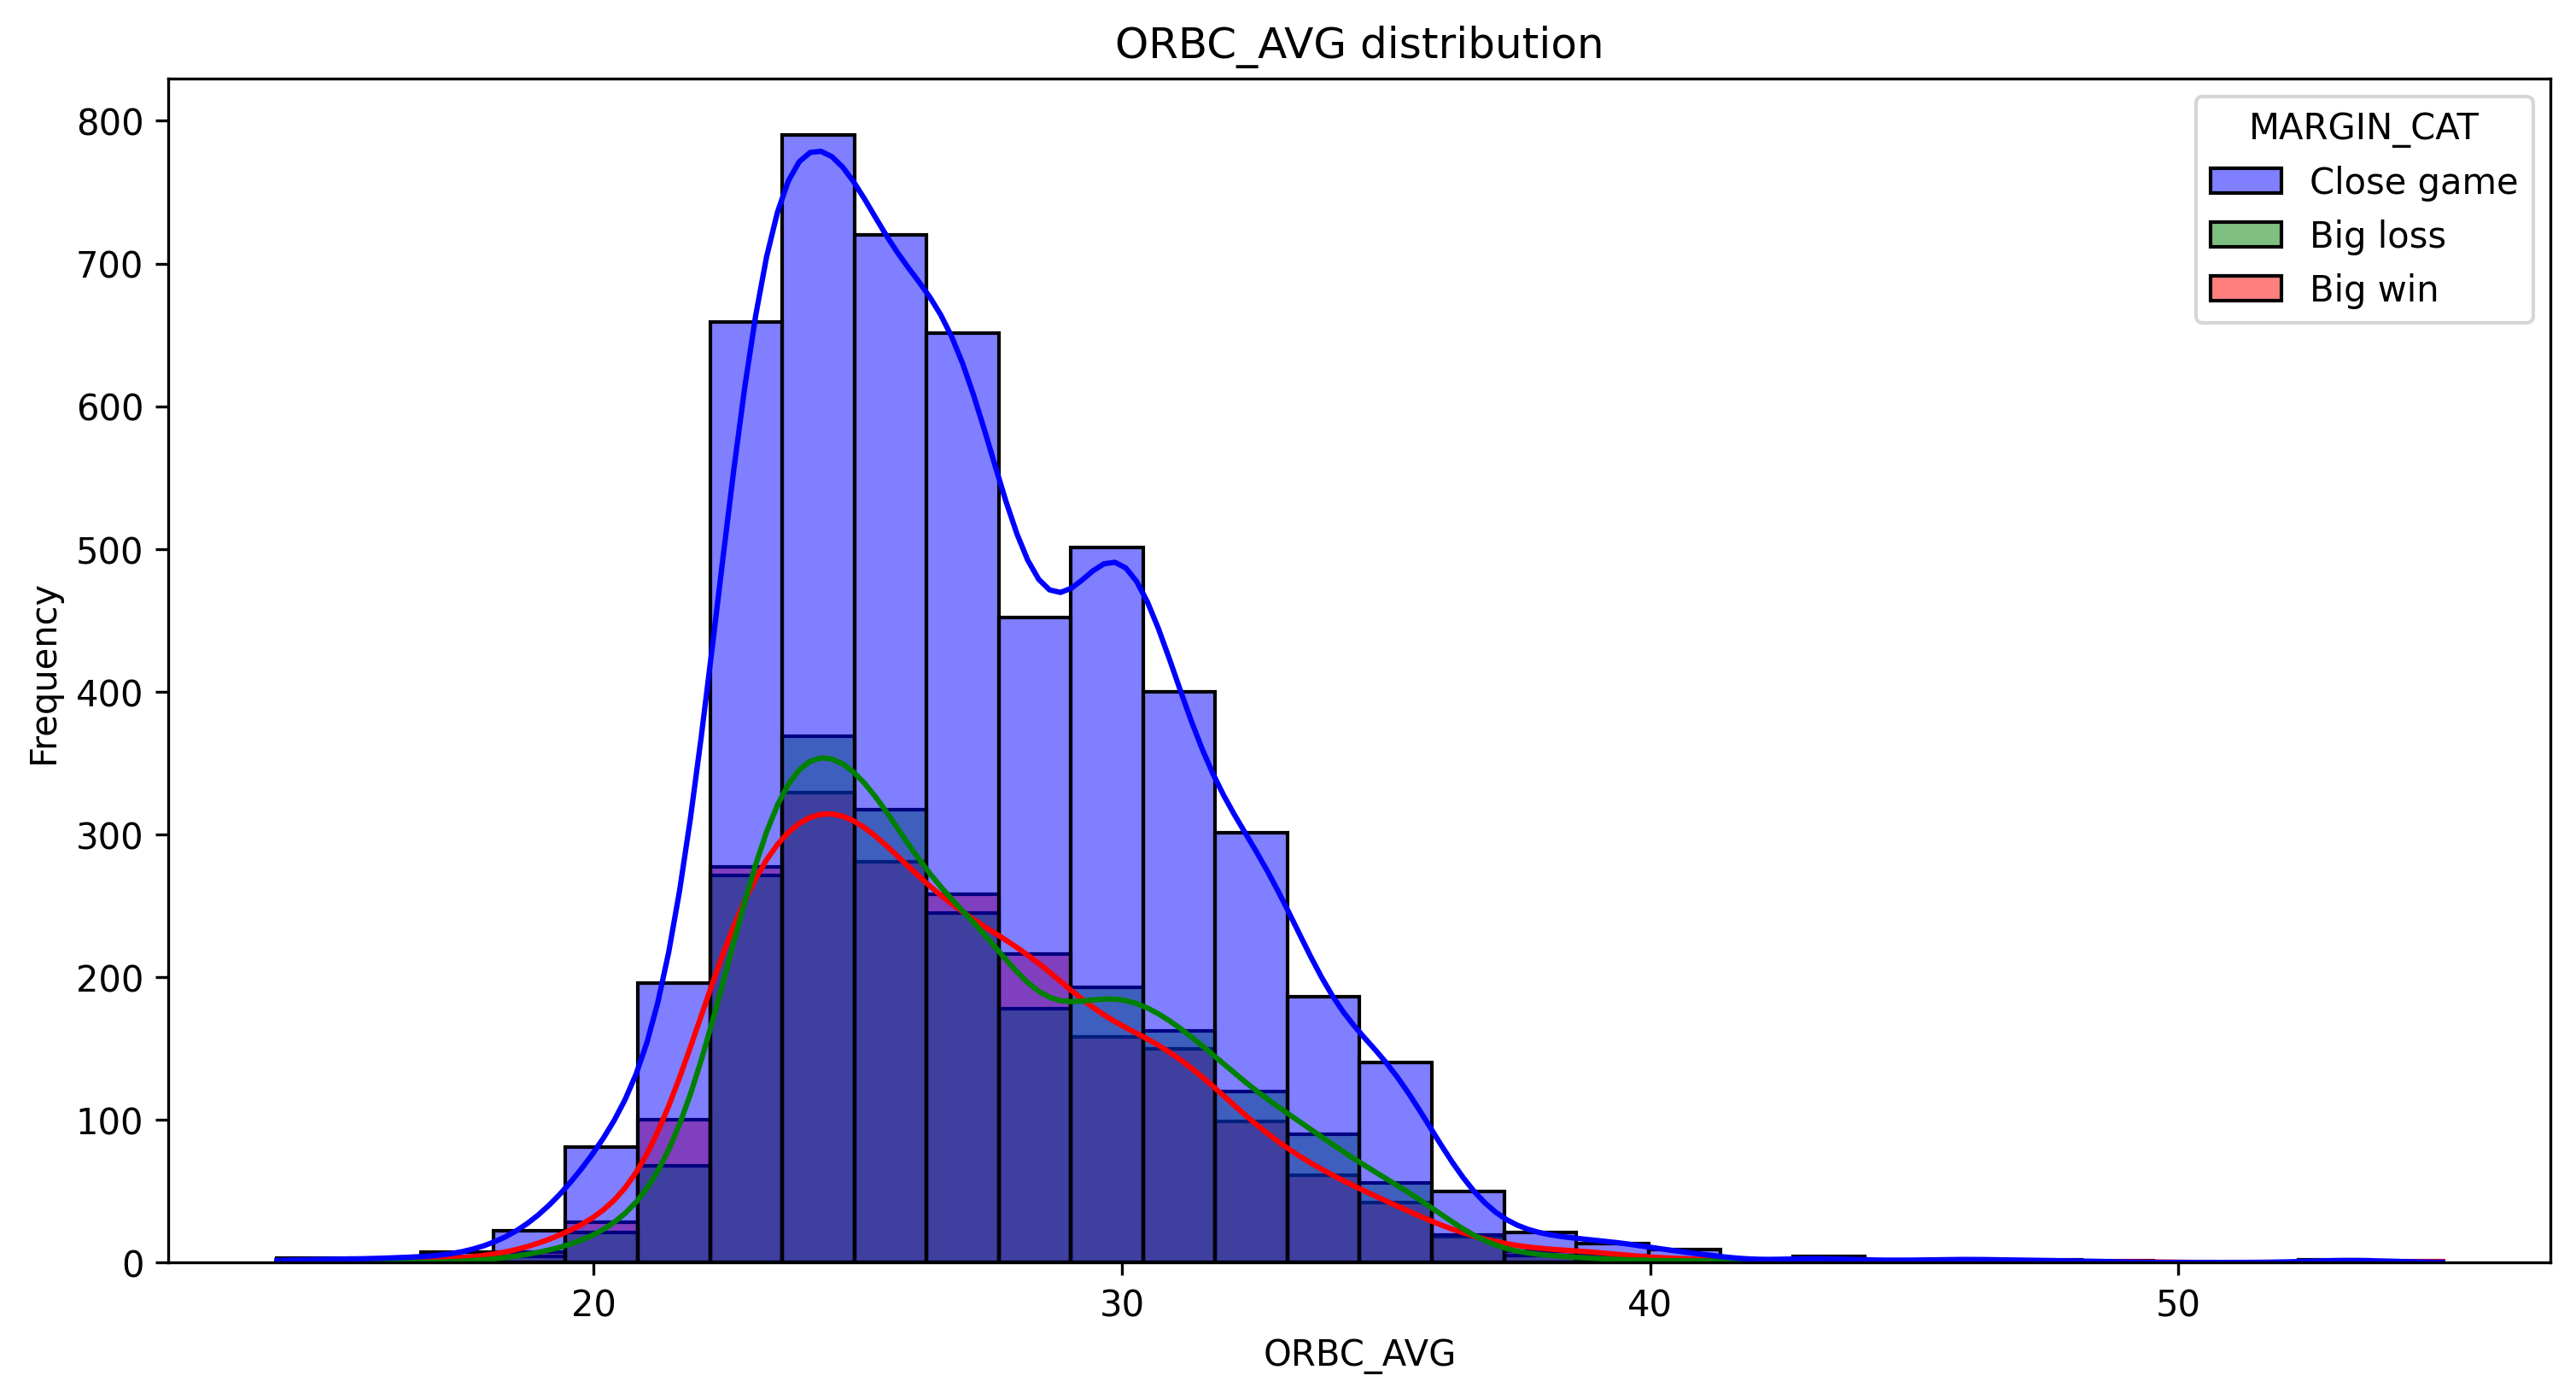 ORBC_AVG distribution
MARGIN_CAT
Close game
Big loss
Big win
Frequency
800
700
600
500
400
300
200
100
0
20 30 40 50
ORBC_AVG